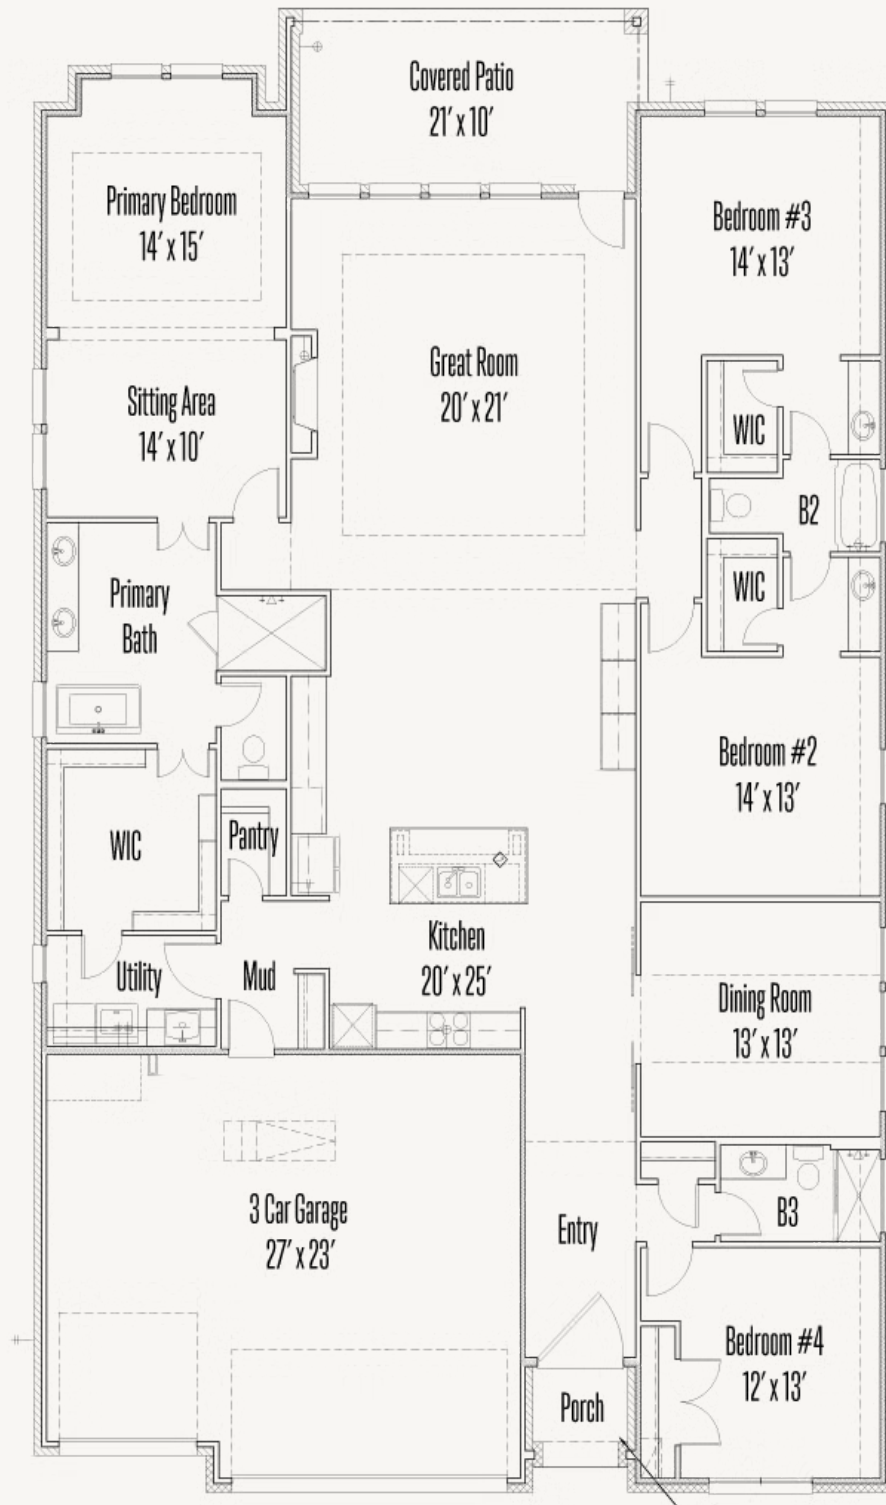 Covered Patio
21' x 10'
Primary Bedroom
14' x 15'
Bedroom #3
14' x 13'
Great Room
20' x 21'
Sitting Area
14' x 10'
WIC
B2
Primary
Bath
WIC
Bedroom #2
14' x 13'
WIC
Pantry
Kitchen
20' x 25'
Utility
Mud
Dining Room
13' x 13'
3 Car Garage
27' x 23'
Entry
B3
Bedroom #4
12' x 13'
Porch